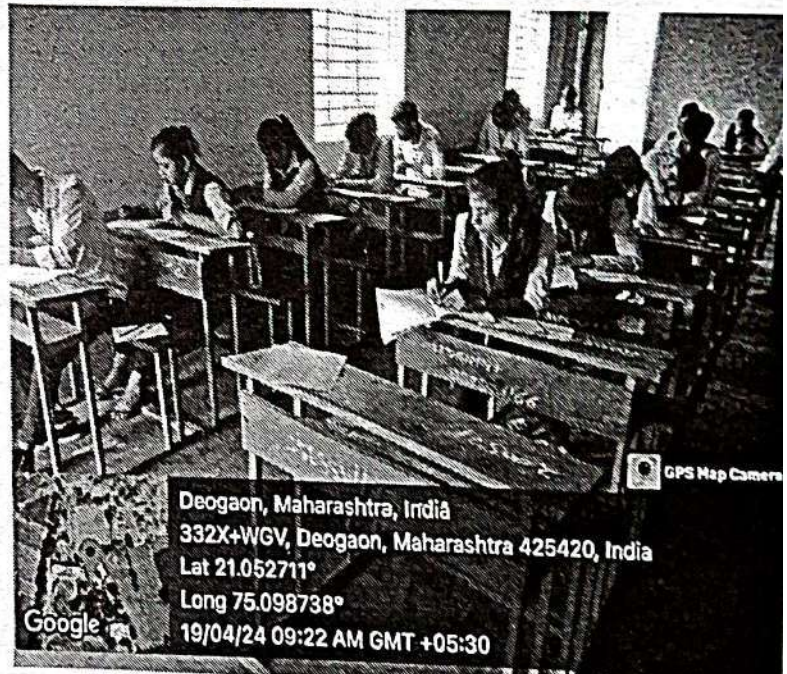 GPS Map Camera
Deogaon, Maharashtra, India
332X+WGV, Deogaon, Maharashtra 425420, India
Lat 21.052711°
Long 75.098738°
19/04/24 09:22 AM GMT +05:30
Google